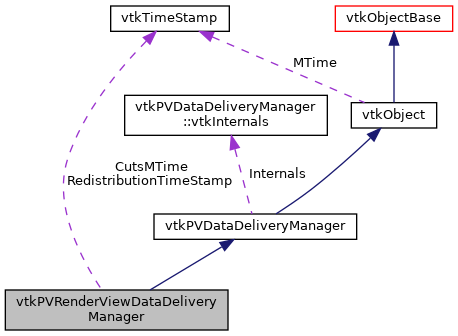 vtkTimeStamp
vtkObjectBase
MTime
vtkPVDataDeliveryManager
::vtkInternals
vtkObject
CutsMTime
RedistributionTimeStamp
Internals
vtkPVDataDeliveryManager
vtkPVRenderViewDataDelivery
Manager